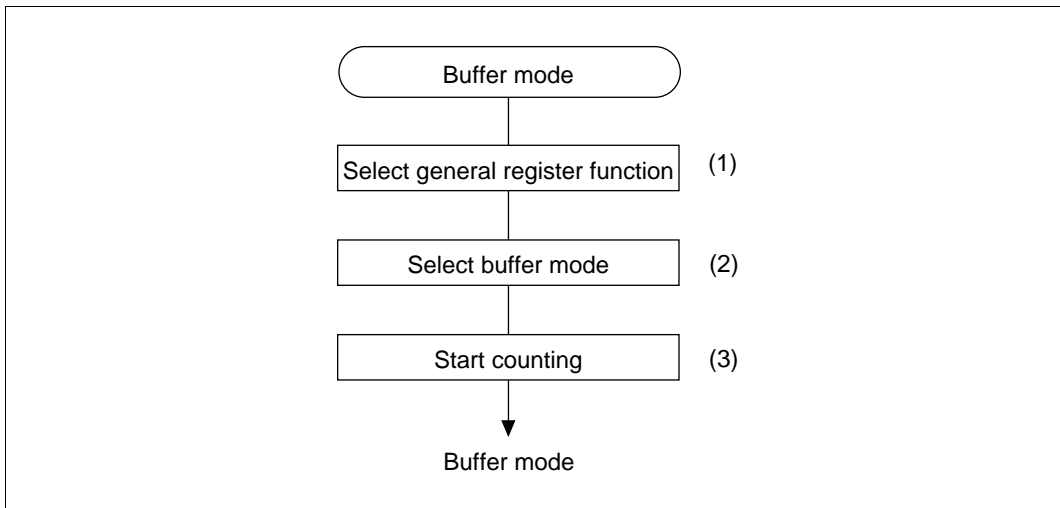 Buffer mode
Select general register function (1)
Select buffer mode (2)
Start counting (3)
Buffer mode